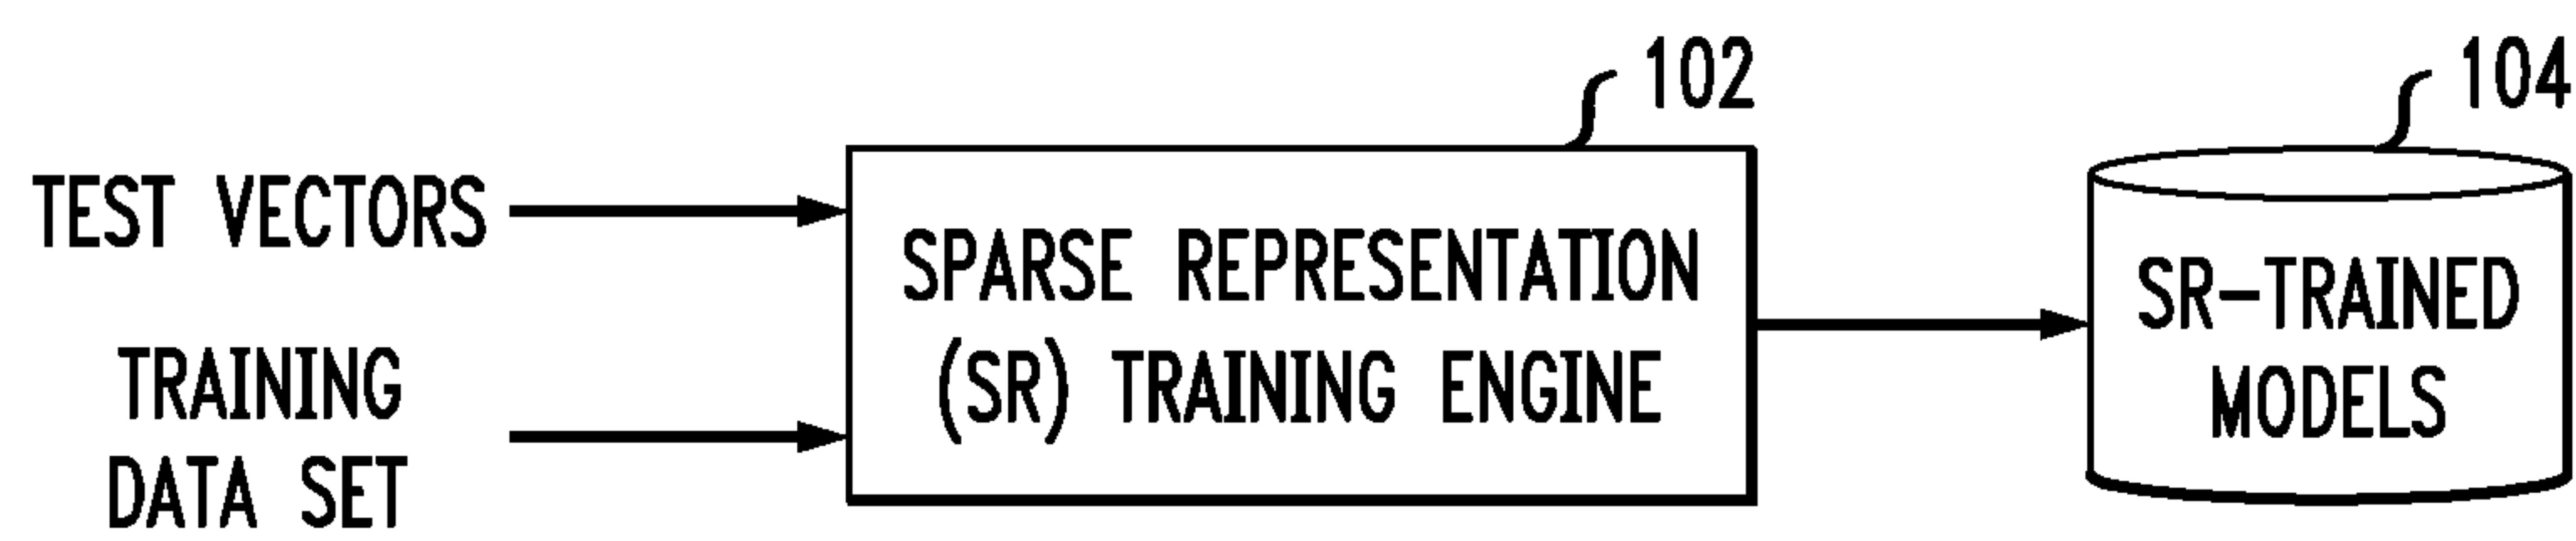 102
104
TEST VECTORS
SPARSE REPRESENTATION
(SR) TRAINING ENGINE
TRAINING
DATA SET
SR-TRAINED
MODELS